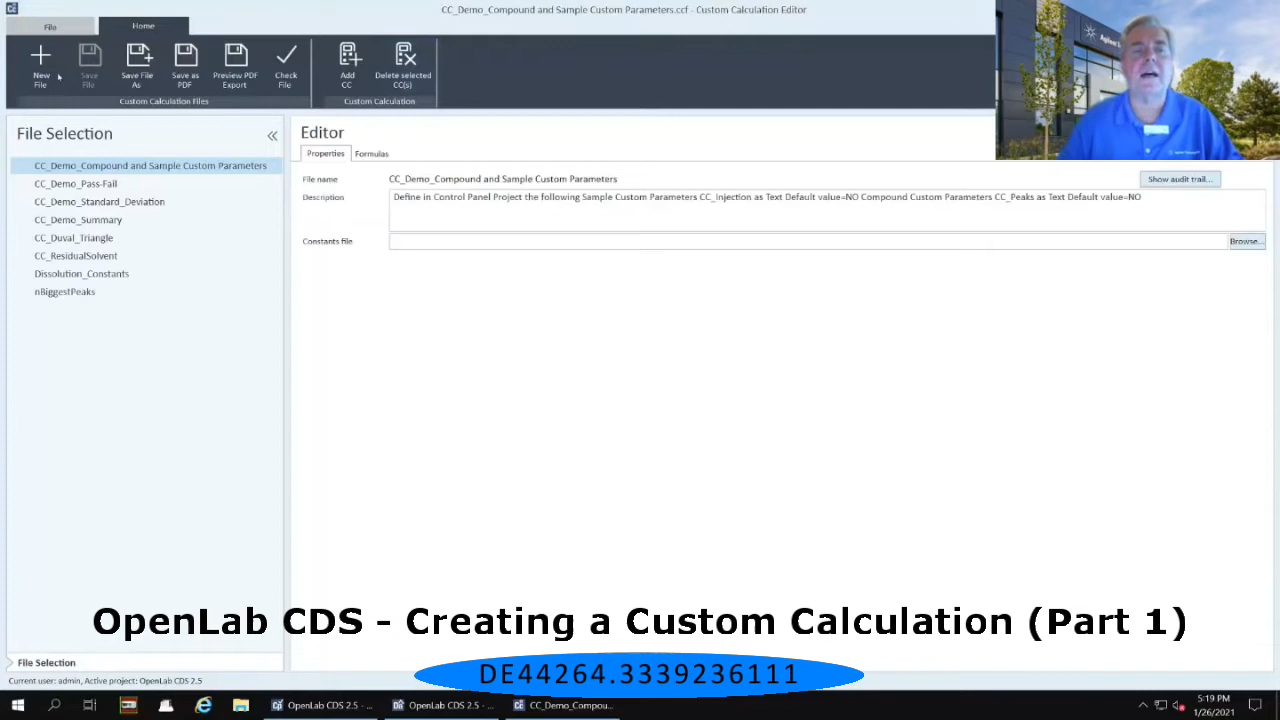 CC_Demo_Compound and Sample Custom Parameters.ccf - Custom Calculation Editor
File
Home
New File
Save File
Save File As
Save as PDF
Preview PDF Export
Check File
Add CC
Delete selected CC(s)
Custom Calculation Files
Custom Calculation
Agilent
File Selection
CC_Demo_Compound and Sample Custom Parameters
CC_Demo_Pass-Fail
CC_Demo_Standard_Deviation
CC_Demo_Summary
CC_Duval_Triangle
CC_ResidualSolvent
Dissolution_Constants
nBiggestPeaks
Editor
Properties
Formulas
File name
CC_Demo_Compound and Sample Custom Parameters
Show audit trail...
Description
Define in Control Panel Project the following Sample Custom Parameters CC_Injection as Text Default value=NO Compound Custom Parameters CC_Peaks as Text Default value=NO
Constants file
Browse...
OpenLab CDS - Creating a Custom Calculation (Part 1)
DE44264.3339236111
File Selection
Current user: admin, Active project: OpenLab CDS 2.5
OpenLab CDS 2.5 - ...
OpenLab CDS 2.5 - ...
CC_Demo_Compou...
5:19 PM
1/26/2021